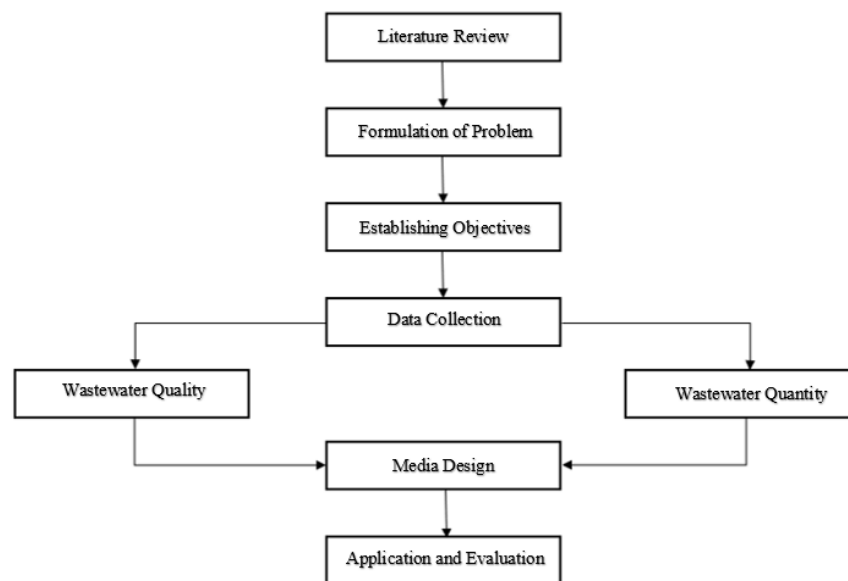 Literature Review
Formulation of Problem
Establishing Objectives
Data Collection
Wastewater Quality
Wastewater Quantity
Media Design
Application and Evaluation